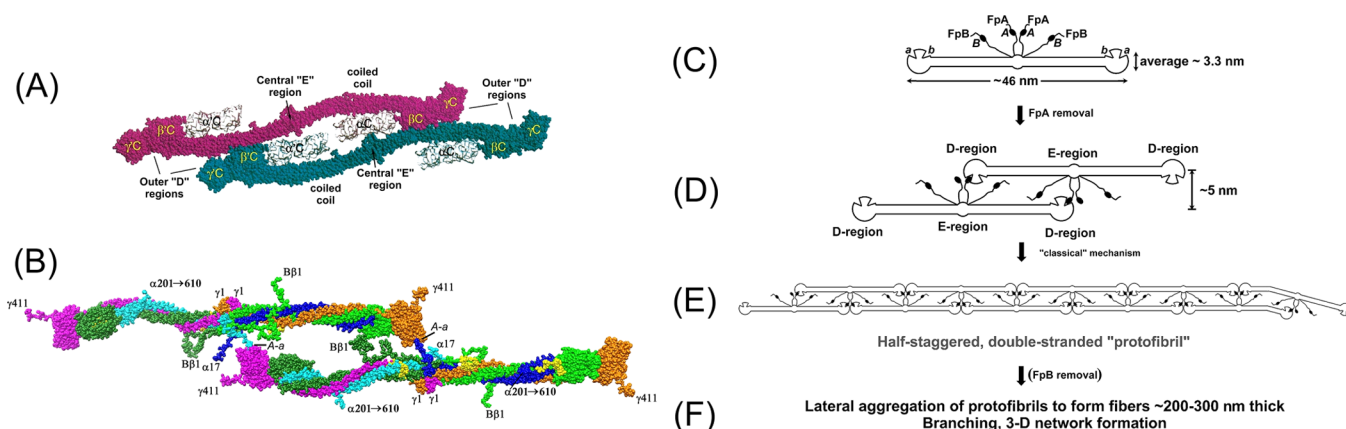 (A)
Central "E"
region
coiled
coil
Outer "D"
regions
γC
βC
α'C
αC
β'C
γ'C
γC
β'C
α'C
αC
βC
γ'C
Outer "D"
regions
coiled
coil
Central "E"
region
(B)
γ411
α201→610
γ1
γ1
Bβ1
γ411
A-a
α17
Bβ1
Bβ1
α17
A-a
γ411
α201→610
γ1
γ1
Bβ1
α201→610
γ411
(C)
FpA
FpA
FpB
FpB
A
A
B
B
a
b
b
a
average ~ 3.3 nm
~46 nm
FpA removal
(D)
D-region
E-region
D-region
~5 nm
D-region
E-region
D-region
"classical" mechanism
(E)
Half-staggered, double-stranded "protofibril"
(FpB removal)
(F)
Lateral aggregation of protofibrils to form fibers ~200-300 nm thick
Branching, 3-D network formation